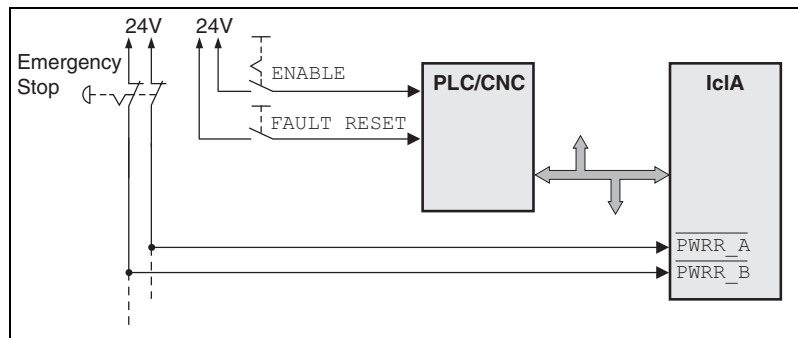 24V
24V
Emergency
Stop
ENABLE
FAULT RESET
PLC/CNC
IclA
PWRR_A
PWRR_B